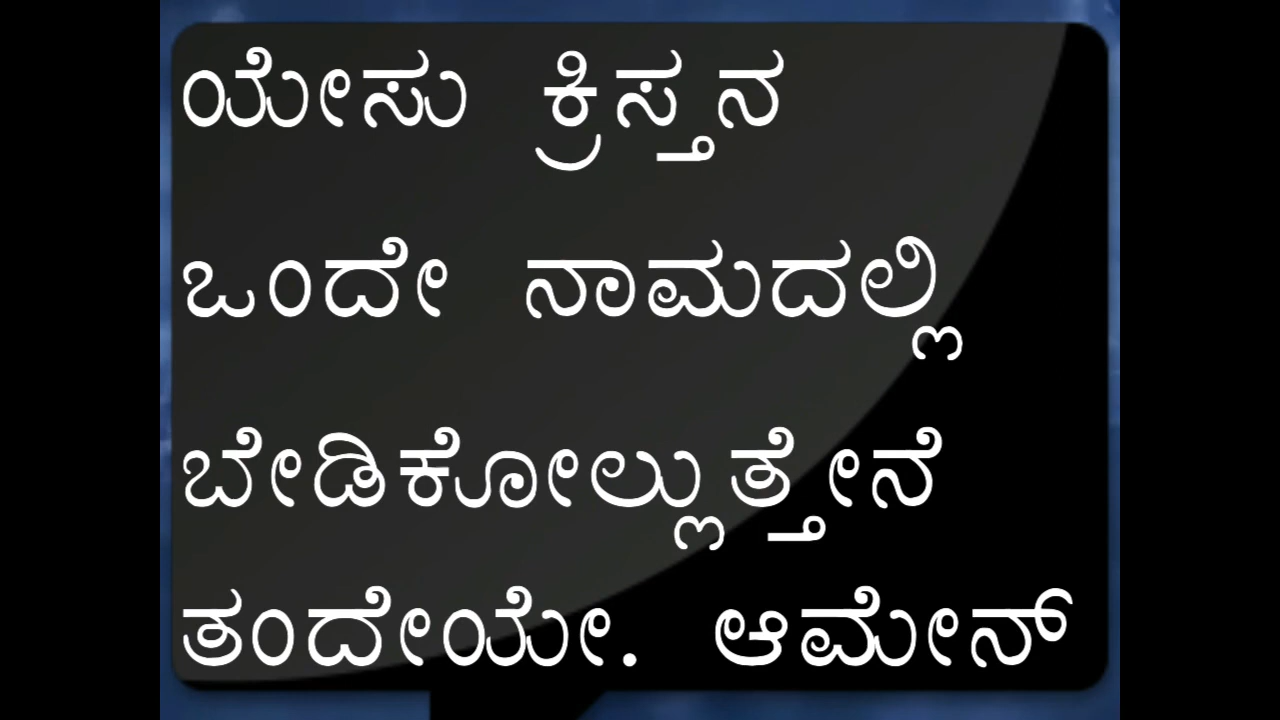 ಯೇಸು ಕ್ರಿಸ್ತನ
ಒಂದೇ ನಾಮದಲ್ಲಿ
ಬೇಡಿಕೋಲ್ಲುತ್ತೇನೆ
ತಂದೇಯೇ. ಆಮೇನ್